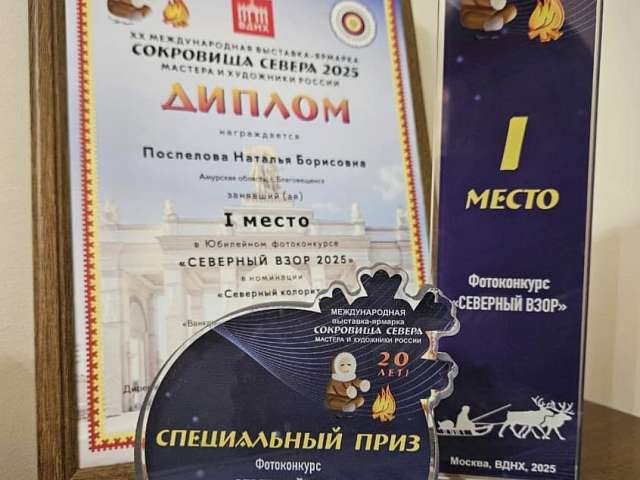 ВДНХ
XX МЕЖДУНАРОДНАЯ ВЫСТАВКА-ЯРМАРКА
СОКРОВИЩА СЕВЕРА 2025
МАСТЕРА И ХУДОЖНИКИ РОССИИ
ДИПЛОМ
награждается
Поспелова Наталья Борисовна
Амурская область, г. Благовещенск
занявший (ая)
I место
в Юбилейном фотоконкурсе
«СЕВЕРНЫЙ ВЗОР 2025»
в номинации
«Северный колорит
МЕЖДУНАРОДНАЯ
выставка-ярмарка
СОКРОВИЩА СЕВЕРА
МАСТЕРА И ХУДОЖНИКИ РОССИИ
20
ЛЕТ!
СПЕЦИАЛЬНЫЙ ПРИЗ
Фотоконкурс
I
МЕСТО
Фотоконкурс
«СЕВЕРНЫЙ ВЗОР»
Москва, ВДНХ, 2025